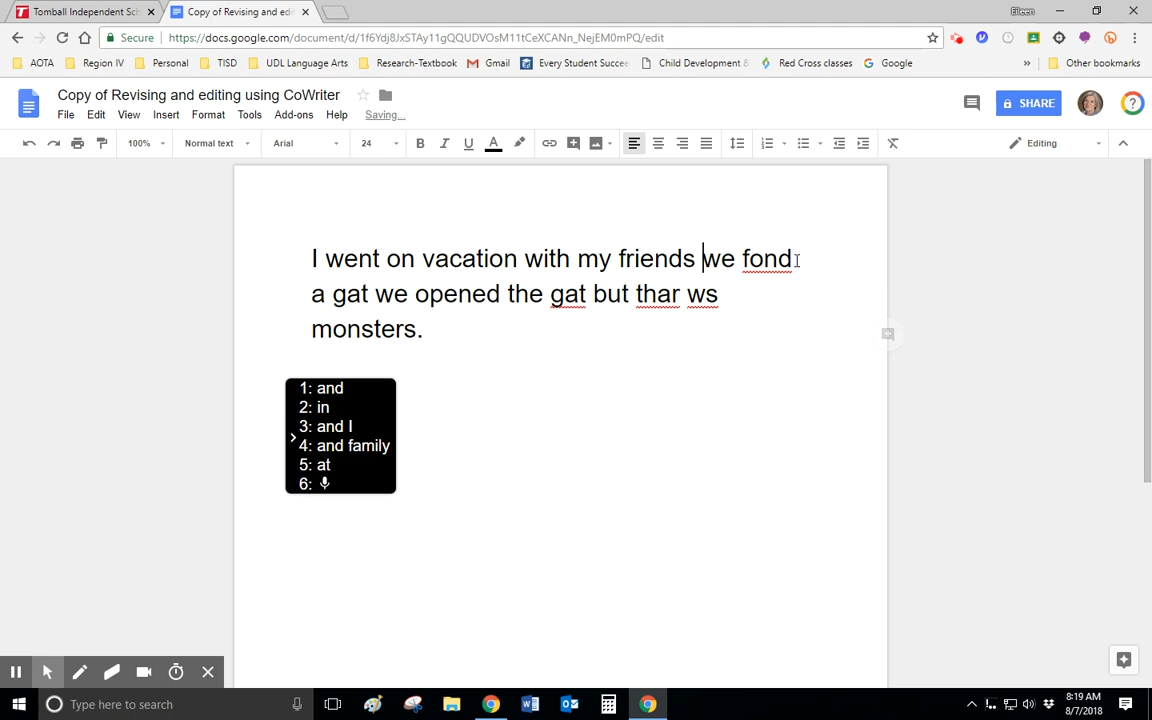 Tomball Independent Sch
Copy of Revising and edi
Eileen
Secure
https://docs.google.com/document/d/1f6Ydj8JxSTAy11gQQUDVOsM11tCeXCANn_NejEM0mPQ/edit
AOTA Region IV Personal TISD UDL Language Arts Research-Textbook Gmail Every Student Succe Child Development & Red Cross classes Google » Other bookmarks
Copy of Revising and editing using CoWriter
SHARE
File Edit View Insert Format Tools Add-ons Help Saving...
100% Normal text Arial 24 B I U A Editing
I went on vacation with my friends we fond
a gat we opened the gat but thar ws
monsters.
1: and
2: in
3: and I
4: and family
5: at
6:
Type here to search
8:19 AM
8/7/2018